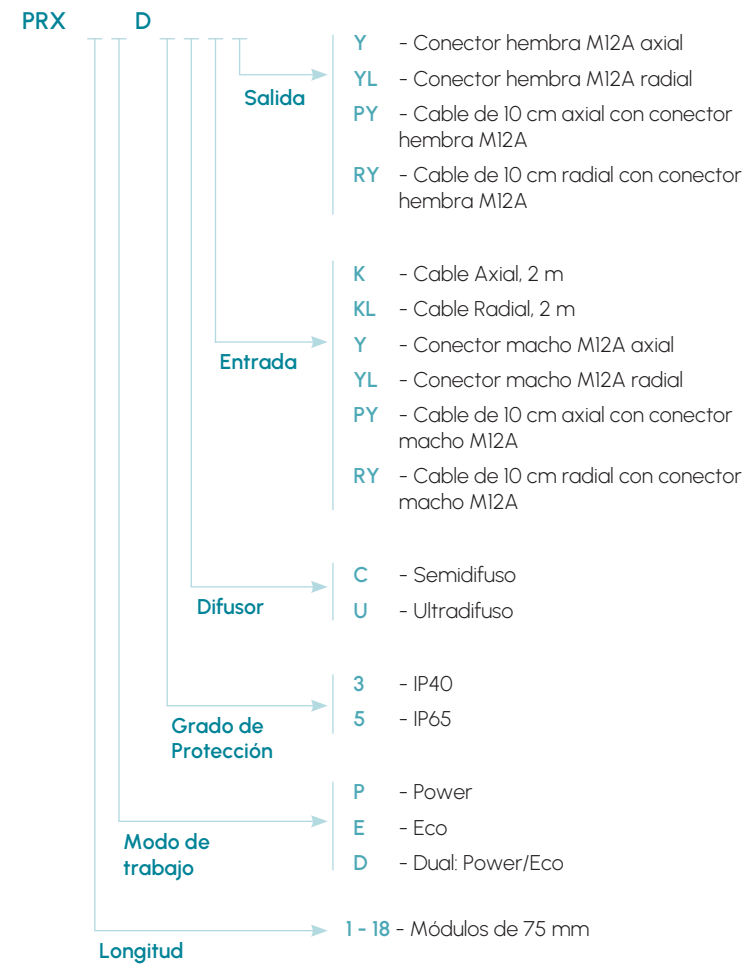 PRX D
Salida
Y - Conector hembra M12A axial
YL - Conector hembra M12A radial
PY - Cable de 10 cm axial con conector
hembra M12A
RY - Cable de 10 cm radial con conector
hembra M12A
Entrada
K - Cable Axial, 2 m
KL - Cable Radial, 2 m
Y - Conector macho M12A axial
YL - Conector macho M12A radial
PY - Cable de 10 cm axial con conector
macho M12A
RY - Cable de 10 cm radial con conector
macho M12A
Difusor
C - Semidifuso
U - Ultradifuso
Grado de
Protección
3 - IP40
5 - IP65
Modo de
trabajo
P - Power
E - Eco
D - Dual: Power/Eco
Longitud
1 - 18 - Módulos de 75 mm